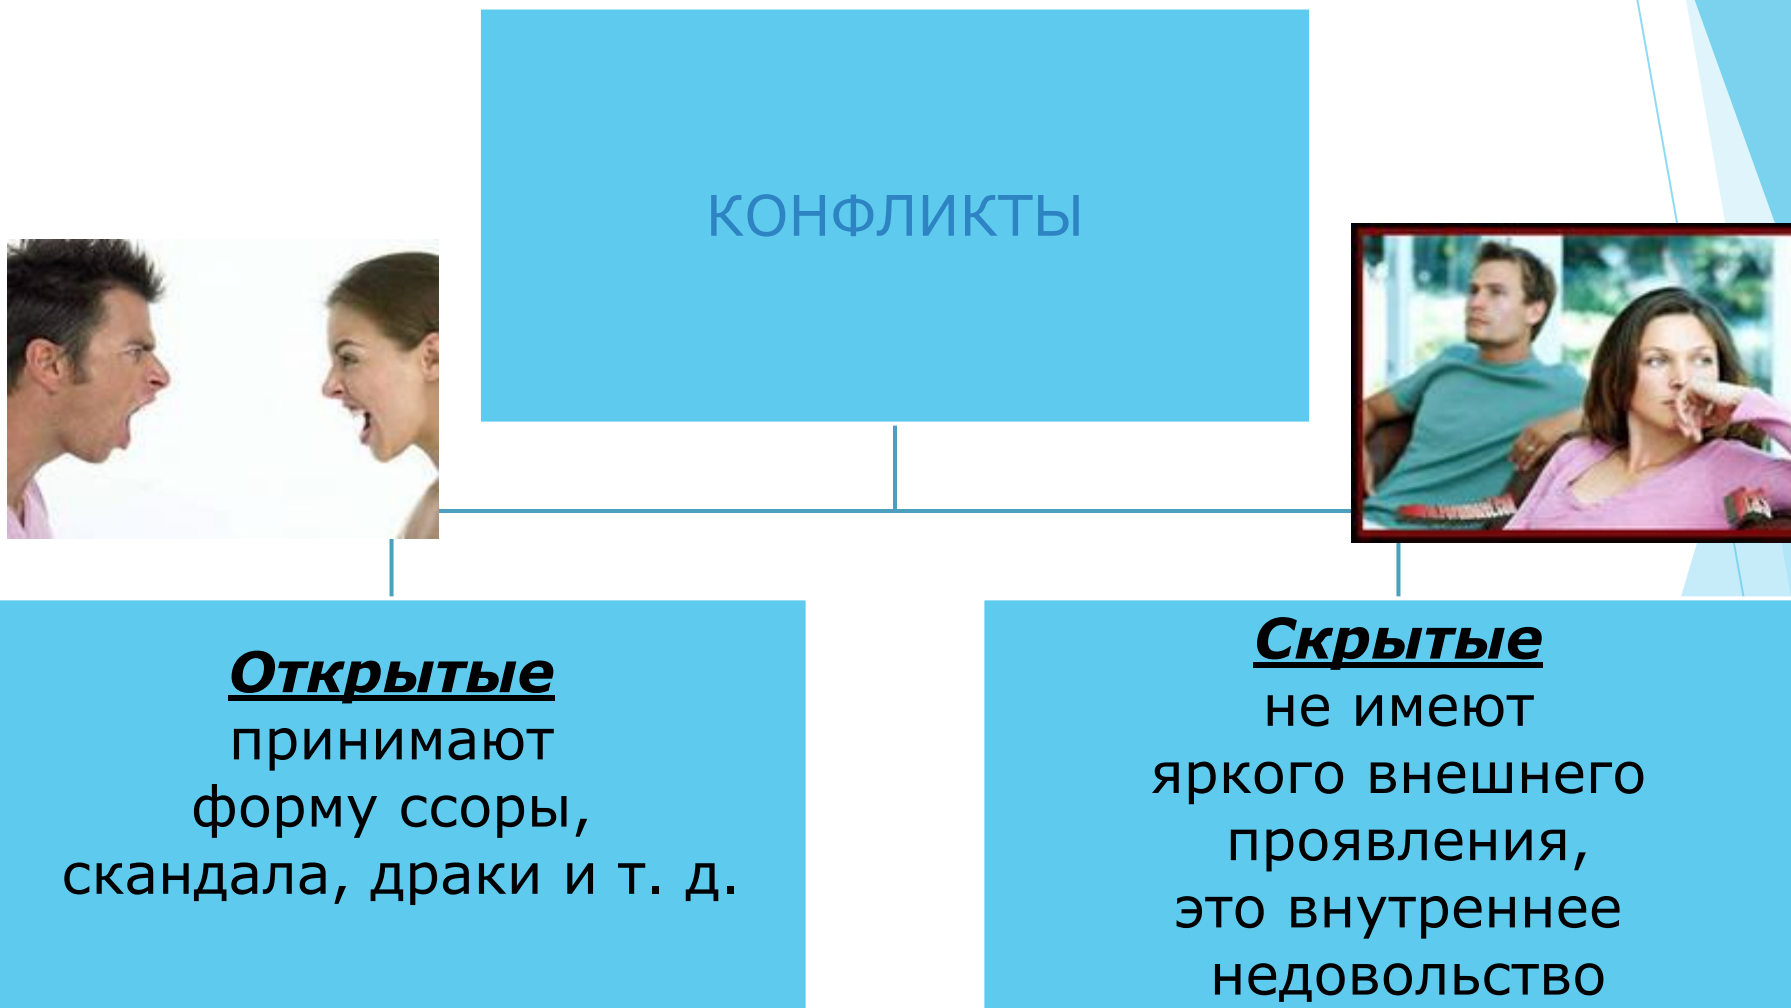 КОНФЛИКТЫ
Открытые
принимают
форму ссоры,
скандала, драки и т. д.
Скрытые
не имеют
яркого внешнего
проявления,
это внутреннее
недовольство